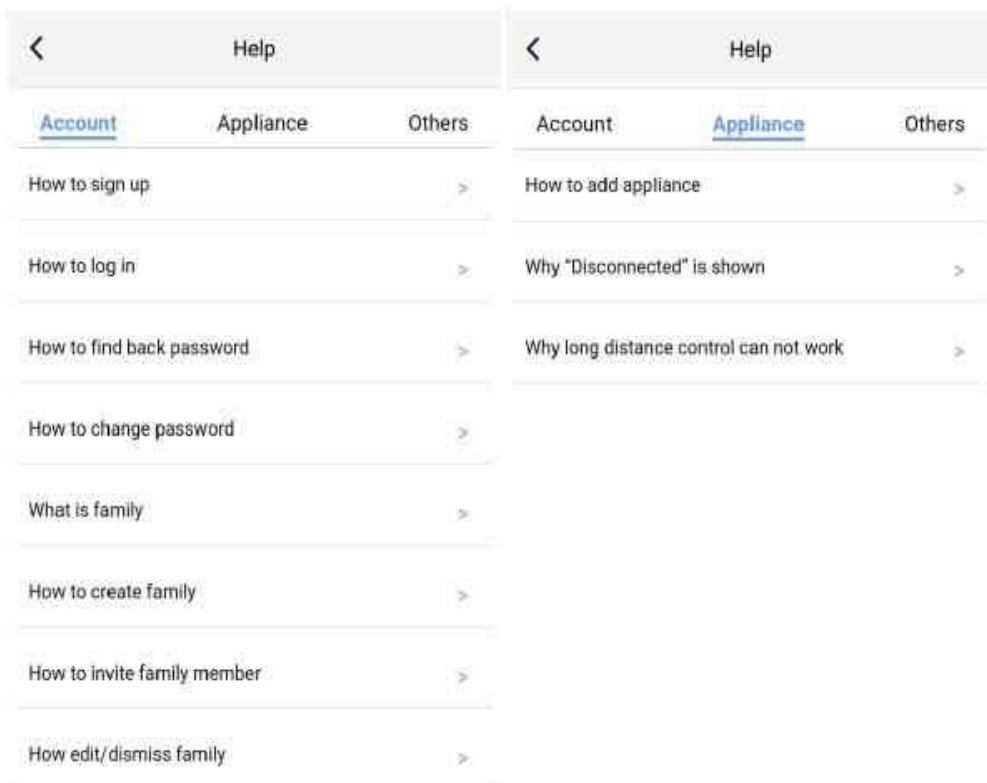 Help
Account Appliance Others
How to sign up >
How to log in >
How to find back password >
How to change password >
What is family >
How to create family >
How to invite family member >
How edit/dismiss family >
Help
Account Appliance Others
How to add appliance >
Why “Disconnected” is shown >
Why long distance control can not work >